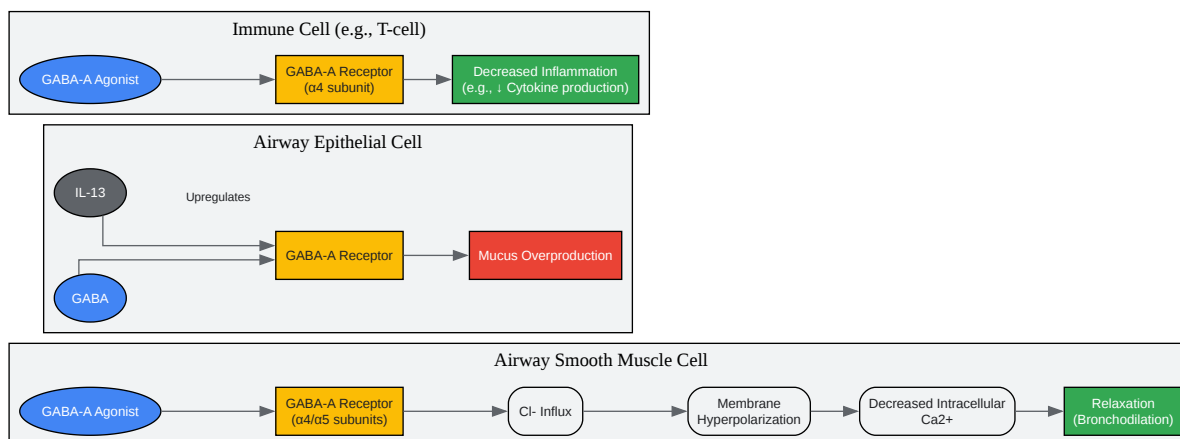 Immune Cell (e.g., T-cell)
GABA-A Agonist
GABA-A Receptor
(α4 subunit)
Decreased Inflammation
(e.g., ↓ Cytokine production)
Airway Epithelial Cell
IL-13
Upregulates
GABA-A Receptor
Mucus Overproduction
GABA
Airway Smooth Muscle Cell
GABA-A Agonist
GABA-A Receptor
(α4/α5 subunits)
Cl- Influx
Membrane
Hyperpolarization
Decreased Intracellular
Ca2+
Relaxation
(Bronchodilation)